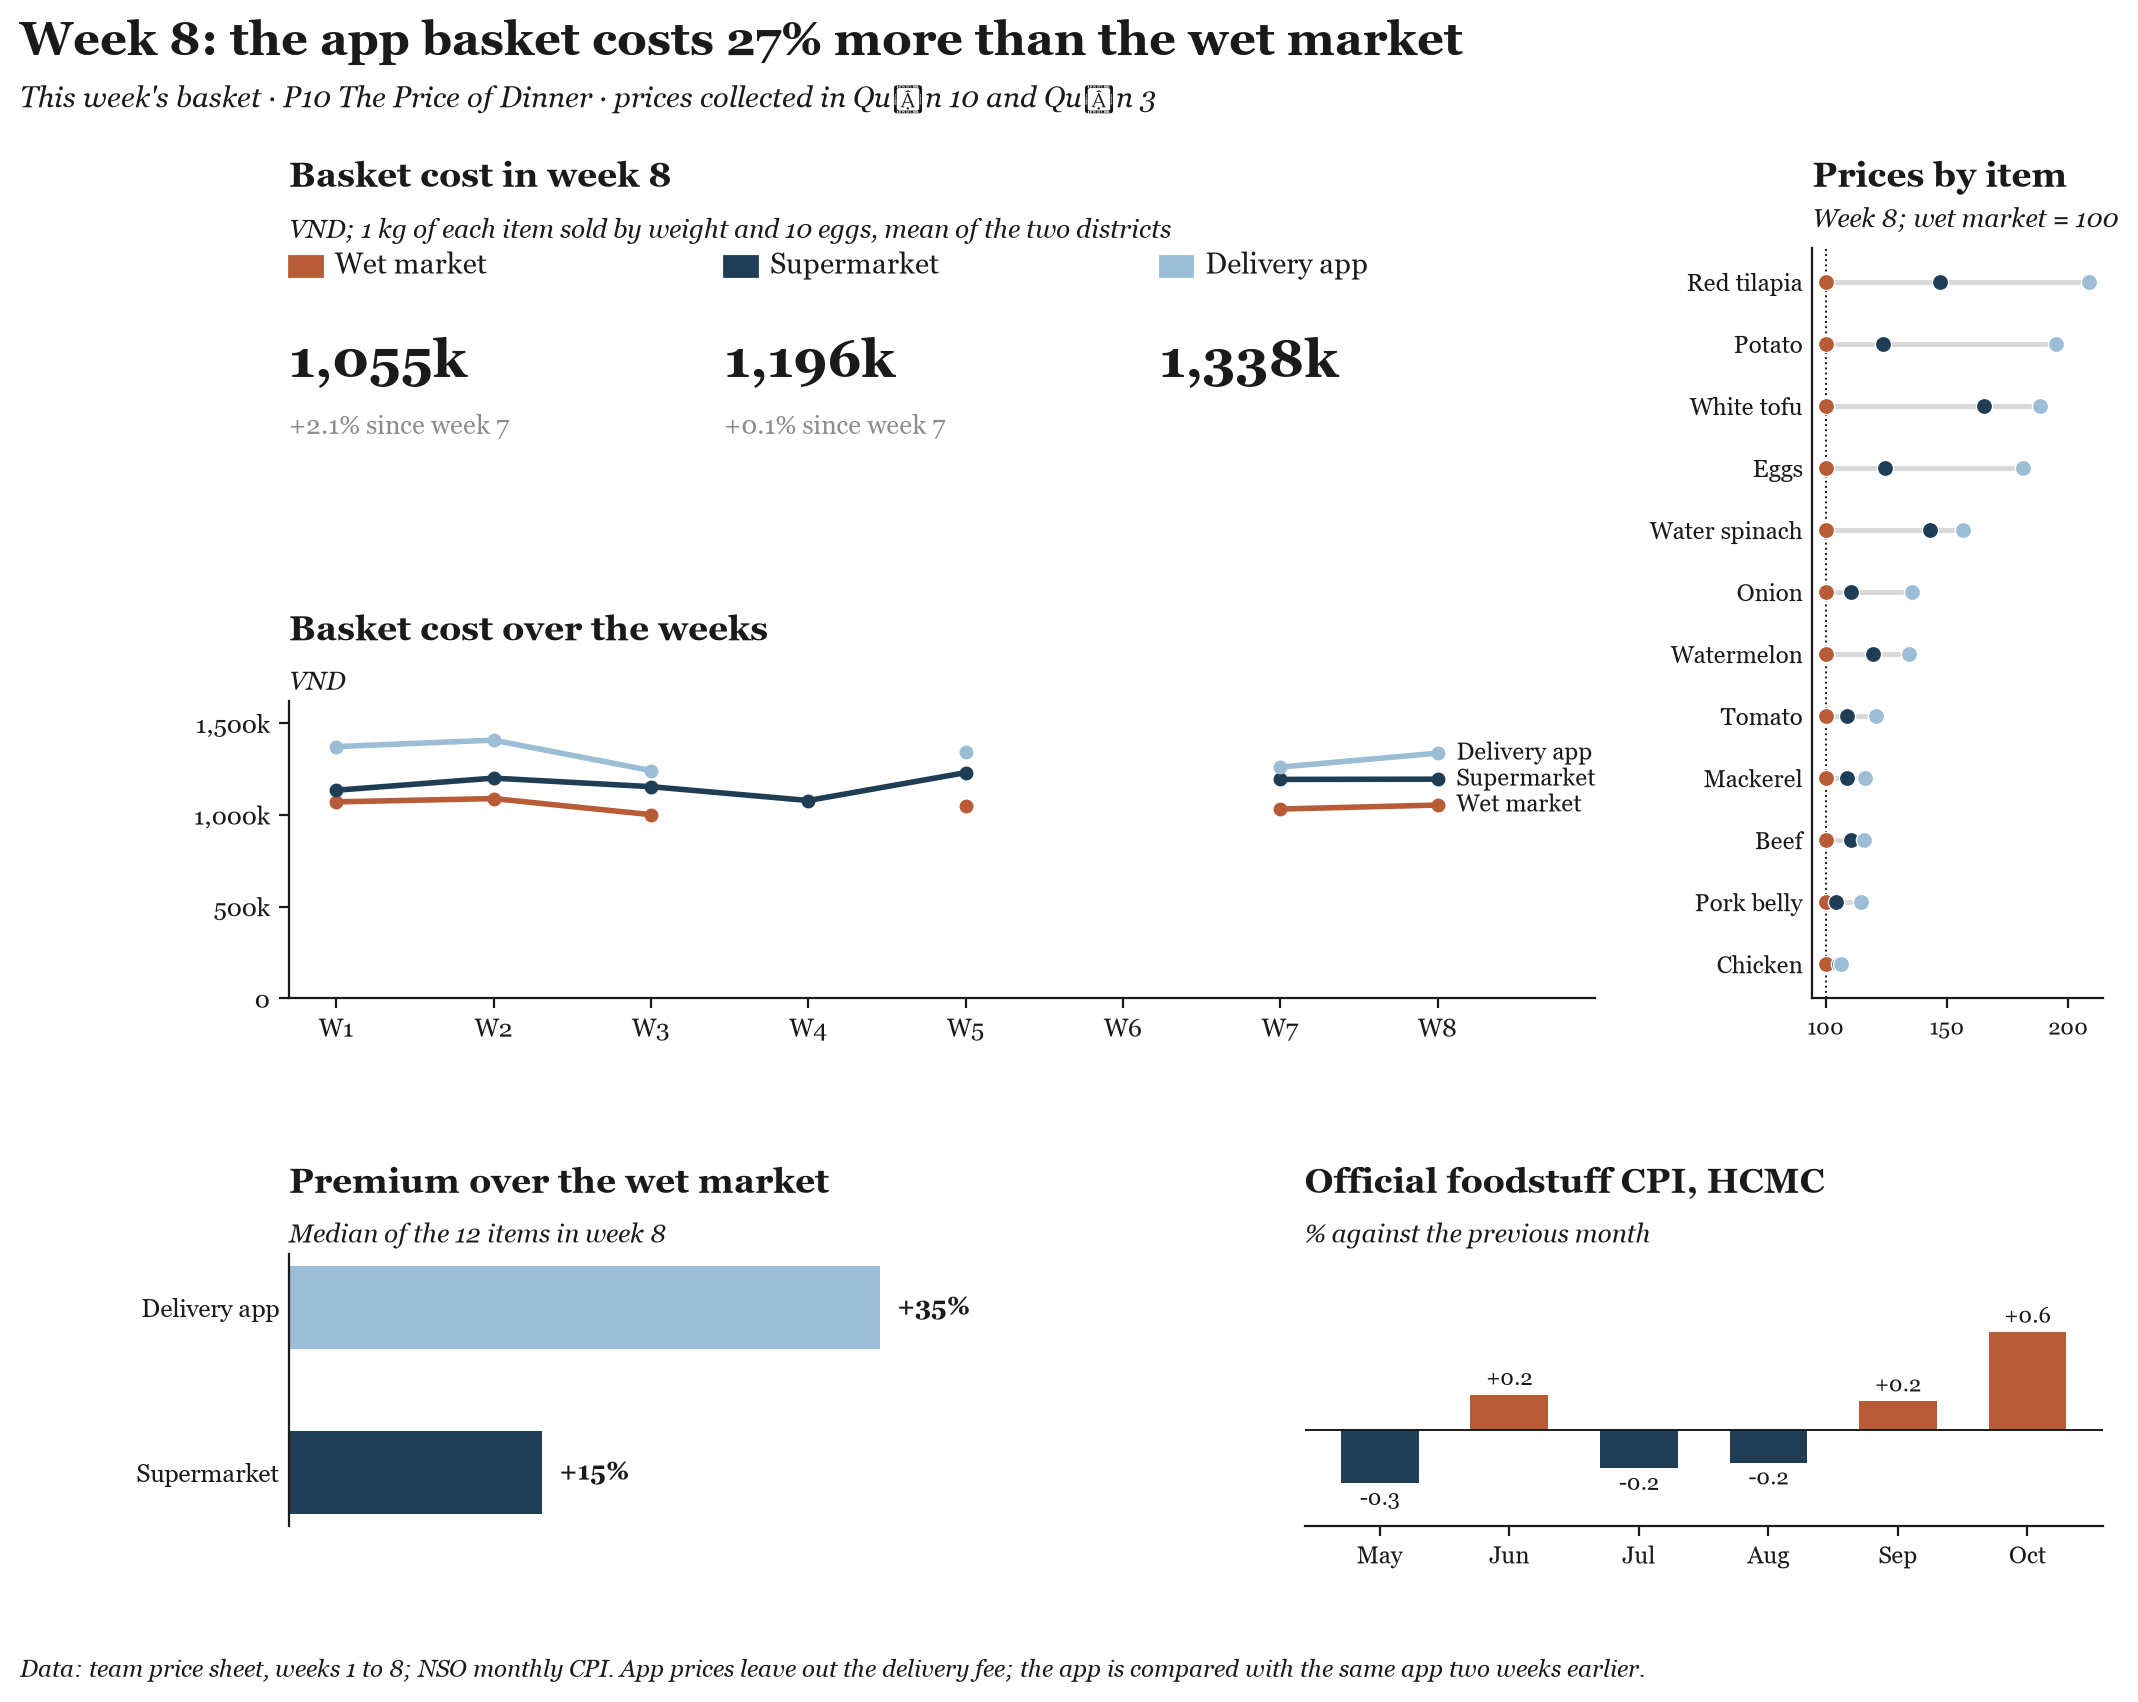 Week 8: the app basket costs 27% more than the wet market
This week's basket · P10 The Price of Dinner · prices collected in Qu□n 10 and Qu□n 3
Basket cost in week 8
VND; 1 kg of each item sold by weight and 10 eggs, mean of the two districts
Wet market
Supermarket
Delivery app
1,055k
1,196k
1,338k
+2.1% since week 7
+0.1% since week 7
Prices by item
Week 8; wet market = 100
Red tilapia
Potato
White tofu
Eggs
Water spinach
Onion
Watermelon
Tomato
Mackerel
Beef
Pork belly
Chicken
100
150
200
Basket cost over the weeks
VND
1,500k
1,000k
500k
0
Delivery app
Supermarket
Wet market
W1
W2
W3
W4
W5
W6
W7
W8
Premium over the wet market
Median of the 12 items in week 8
Delivery app
+35%
Supermarket
+15%
Official foodstuff CPI, HCMC
% against the previous month
-0.3
+0.2
-0.2
-0.2
+0.2
+0.6
May
Jun
Jul
Aug
Sep
Oct
Data: team price sheet, weeks 1 to 8; NSO monthly CPI. App prices leave out the delivery fee; the app is compared with the same app two weeks earlier.